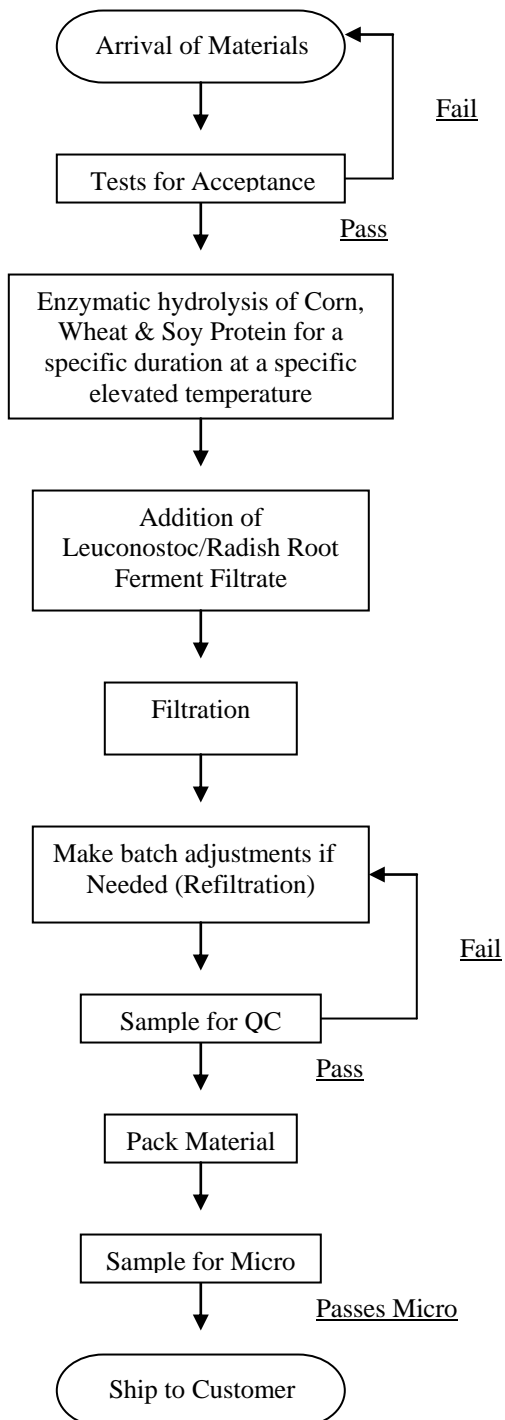 Arrival of Materials
Fail
Tests for Acceptance
Pass
Enzymatic hydrolysis of Corn,
Wheat & Soy Protein for a
specific duration at a specific
elevated temperature
Addition of
Leuconostoc/Radish Root
Ferment Filtrate
Filtration
Make batch adjustments if
Needed (Refiltration)
Fail
Sample for QC
Pass
Pack Material
Sample for Micro
Passes Micro
Ship to Customer